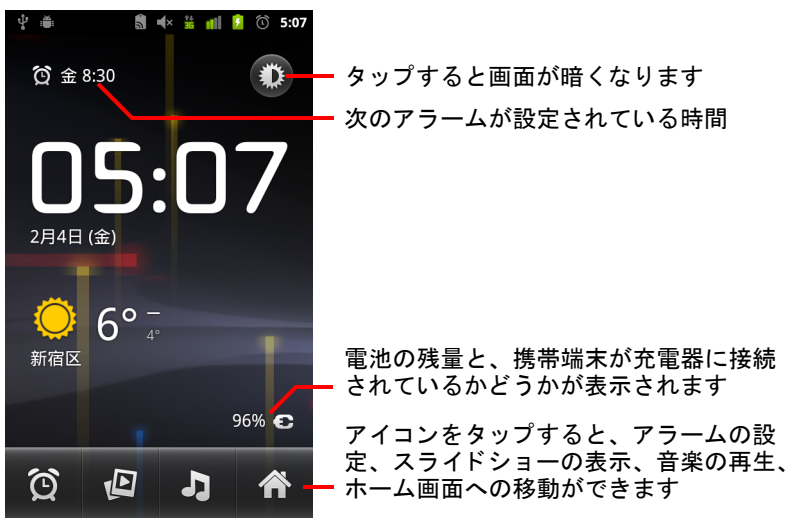 5:07
金 8:30
タップすると画面が暗くなります
次のアラームが設定されている時間
05:07
2月4日 (金)
6° –
4°
新宿区
電池の残量と、携帯端末が充電器に接続
されているかどうかが表示されます
96%
アイコンをタップすると、アラームの設
定、スライドショーの表示、音楽の再生、
ホーム画面への移動ができます